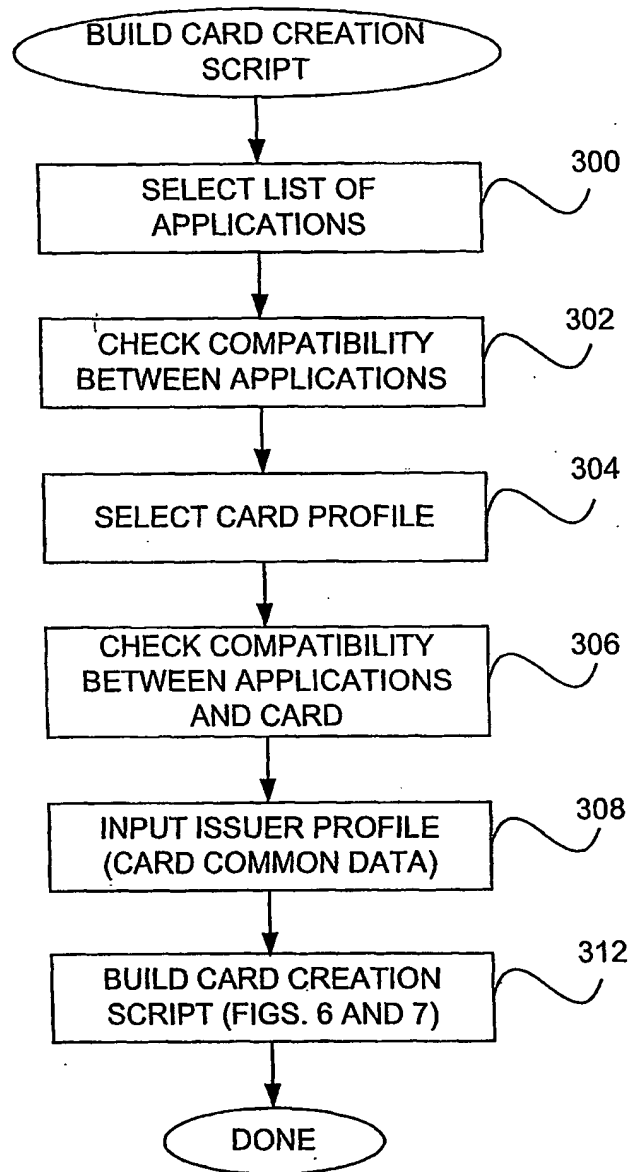 BUILD CARD CREATION
SCRIPT
300
SELECT LIST OF
APPLICATIONS
302
CHECK COMPATIBILITY
BETWEEN APPLICATIONS
304
SELECT CARD PROFILE
306
CHECK COMPATIBILITY
BETWEEN APPLICATIONS
AND CARD
308
INPUT ISSUER PROFILE
(CARD COMMON DATA)
312
BUILD CARD CREATION
SCRIPT (FIGS. 6 AND 7)
DONE